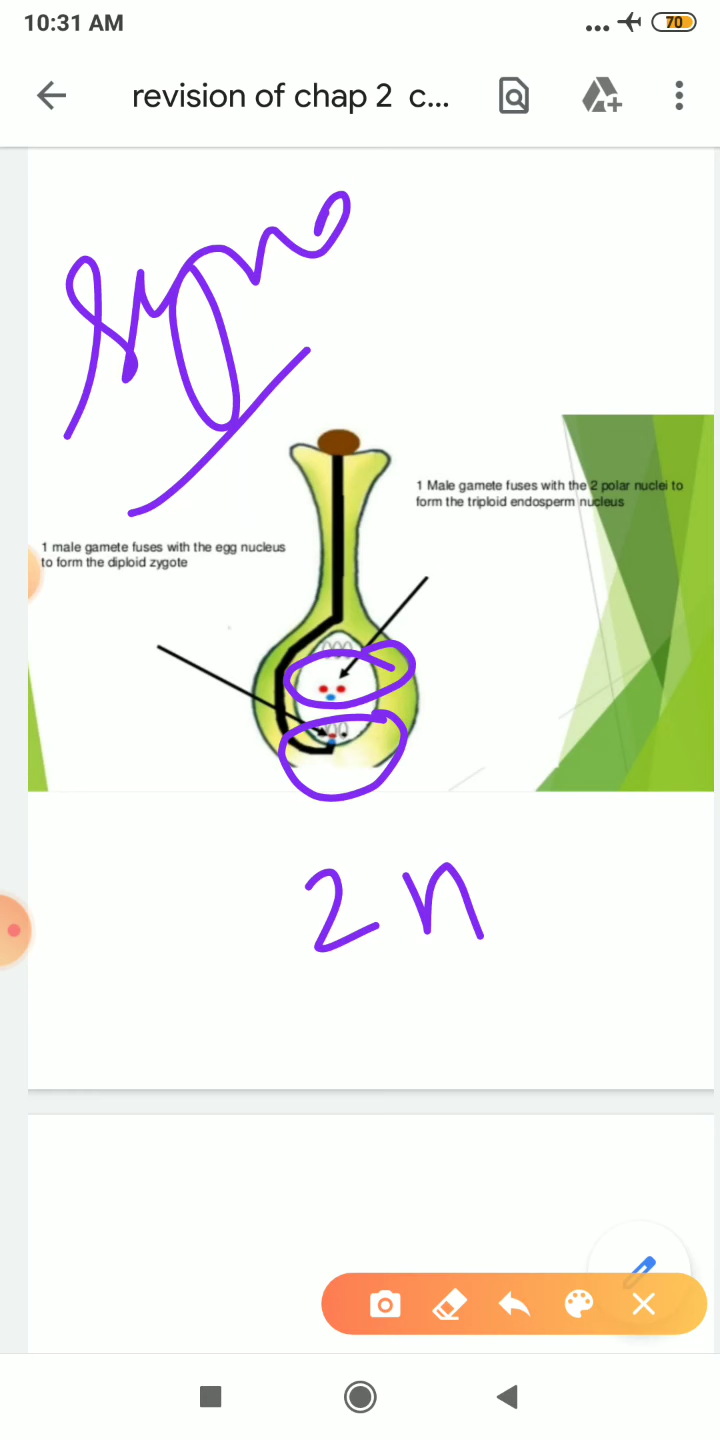 10:31 AM
70
revision of chap 2 c...
1 Male gamete fuses with the 2 polar nuclei to
form the triploid endosperm nucleus
1 male gamete fuses with the egg nucleus
to form the diploid zygote
2n